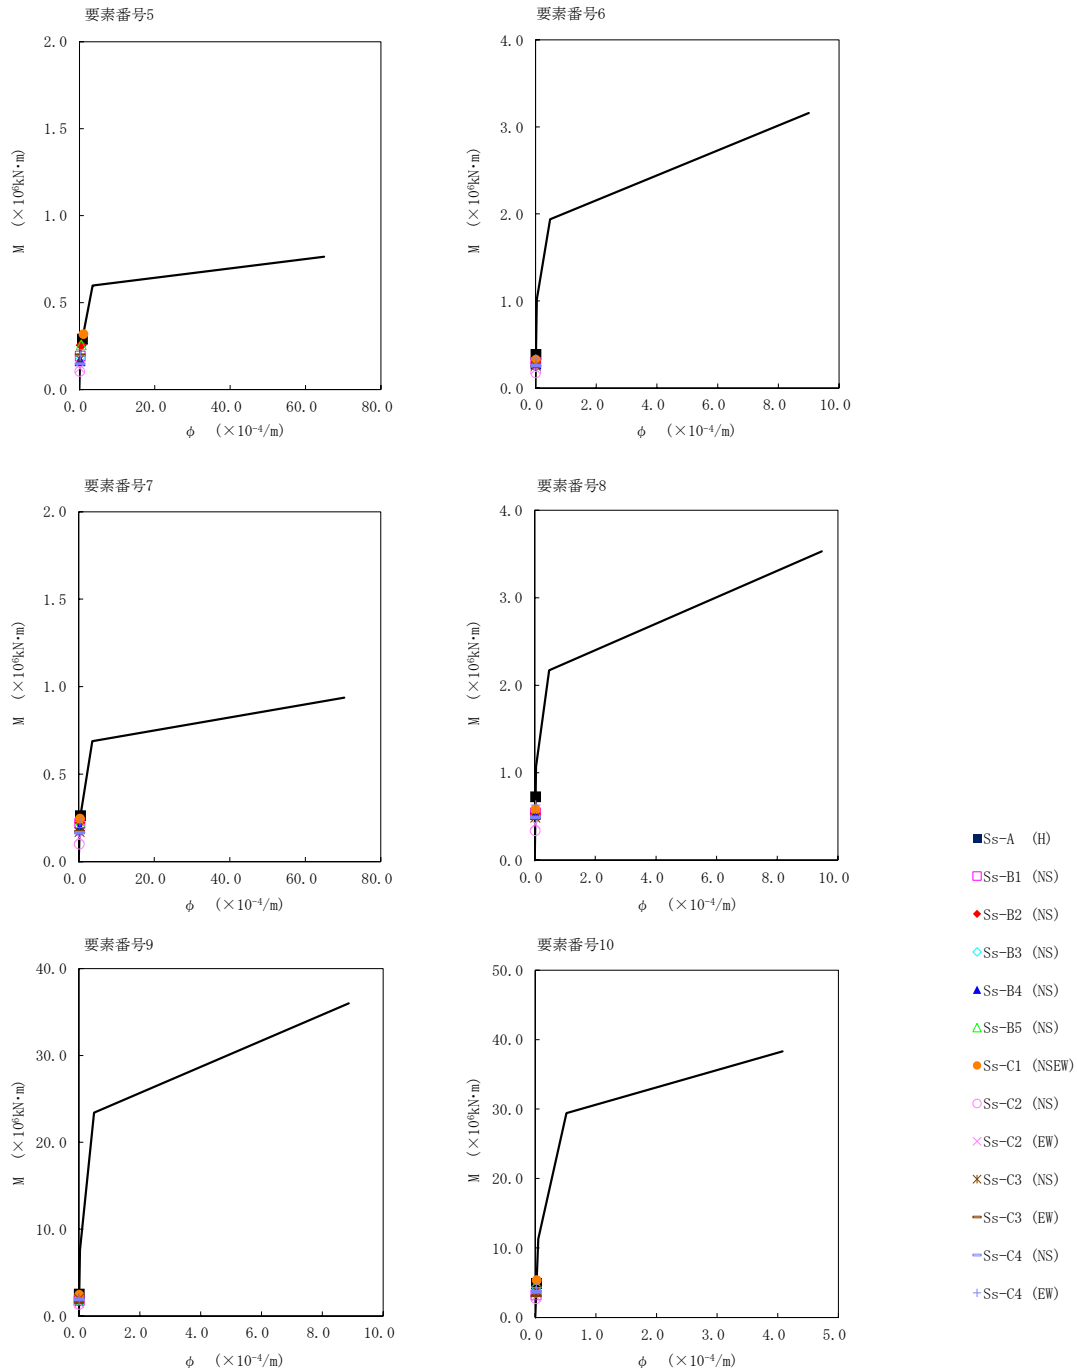 要素番号5
2.0
1.5
1.0
0.5
0.0
M (×10⁶kN・m)
0.0 20.0 40.0 60.0 80.0
φ (×10⁻⁴/m)
要素番号6
4.0
3.0
2.0
1.0
0.0
M (×10⁶kN・m)
0.0 2.0 4.0 6.0 8.0 10.0
φ (×10⁻⁴/m)
要素番号7
2.0
1.5
1.0
0.5
0.0
M (×10⁶kN・m)
0.0 20.0 40.0 60.0 80.0
φ (×10⁻⁴/m)
要素番号8
4.0
3.0
2.0
1.0
0.0
M (×10⁶kN・m)
0.0 2.0 4.0 6.0 8.0 10.0
φ (×10⁻⁴/m)
要素番号9
40.0
30.0
20.0
10.0
0.0
M (×10⁶kN・m)
0.0 2.0 4.0 6.0 8.0 10.0
φ (×10⁻⁴/m)
要素番号10
50.0
40.0
30.0
20.0
10.0
0.0
M (×10⁶kN・m)
0.0 1.0 2.0 3.0 4.0 5.0
φ (×10⁻⁴/m)
Ss-A (H)
Ss-B1 (NS)
Ss-B2 (NS)
Ss-B3 (NS)
Ss-B4 (NS)
Ss-B5 (NS)
Ss-C1 (NSEW)
Ss-C2 (NS)
Ss-C2 (EW)
Ss-C3 (NS)
Ss-C3 (EW)
Ss-C4 (NS)
Ss-C4 (EW)